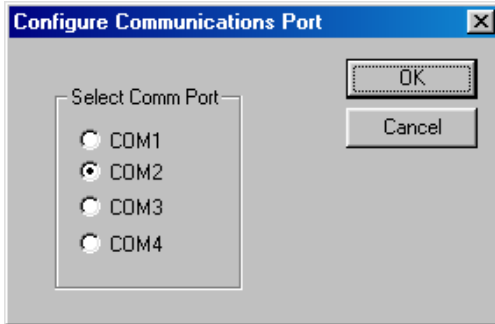 Configure Communications Port
OK
Select Comm Port
Cancel
COM1
COM2
COM3
COM4